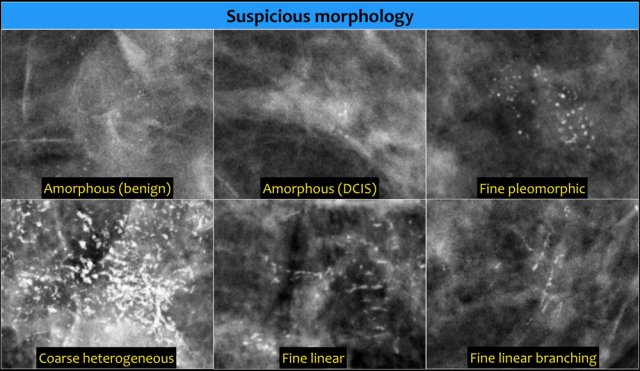 Suspicious morphology
Amorphous (benign)
Amorphous (DCIS)
Fine pleomorphic
Coarse heterogeneous
Fine linear
Fine linear branching